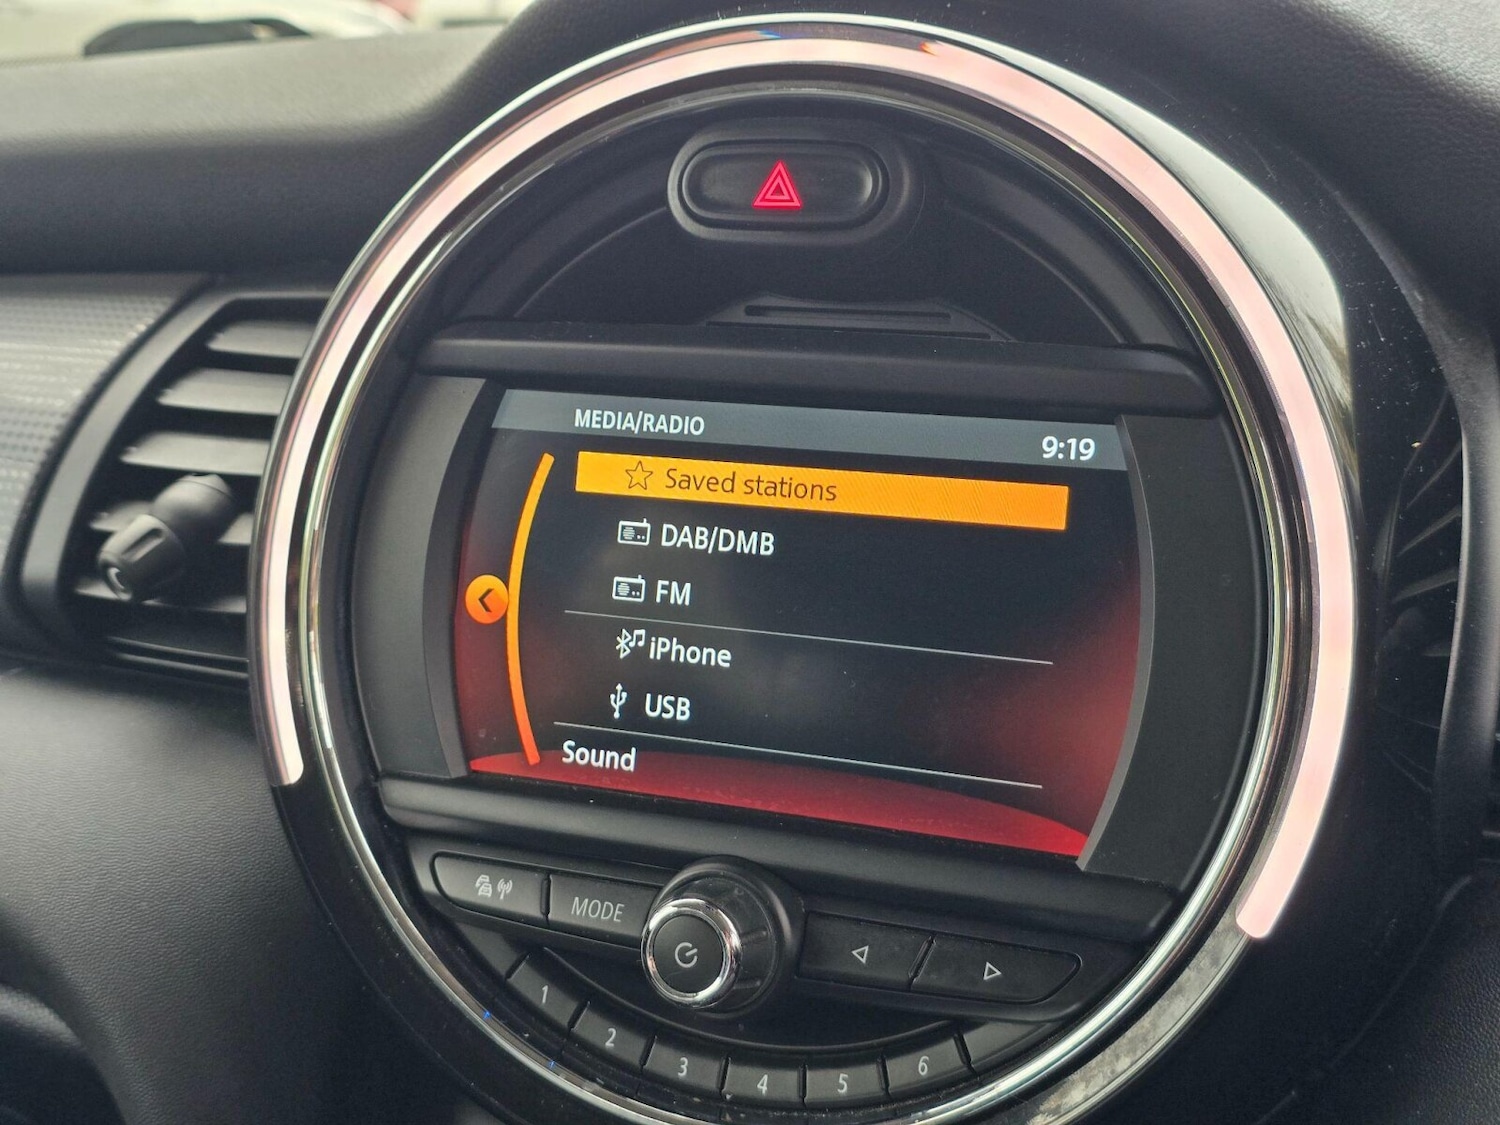 MEDIA/RADIO
9:19
Saved stations
DAB/DMB
FM
iPhone
USB
Sound
MODE
1
2
3
4
5
6